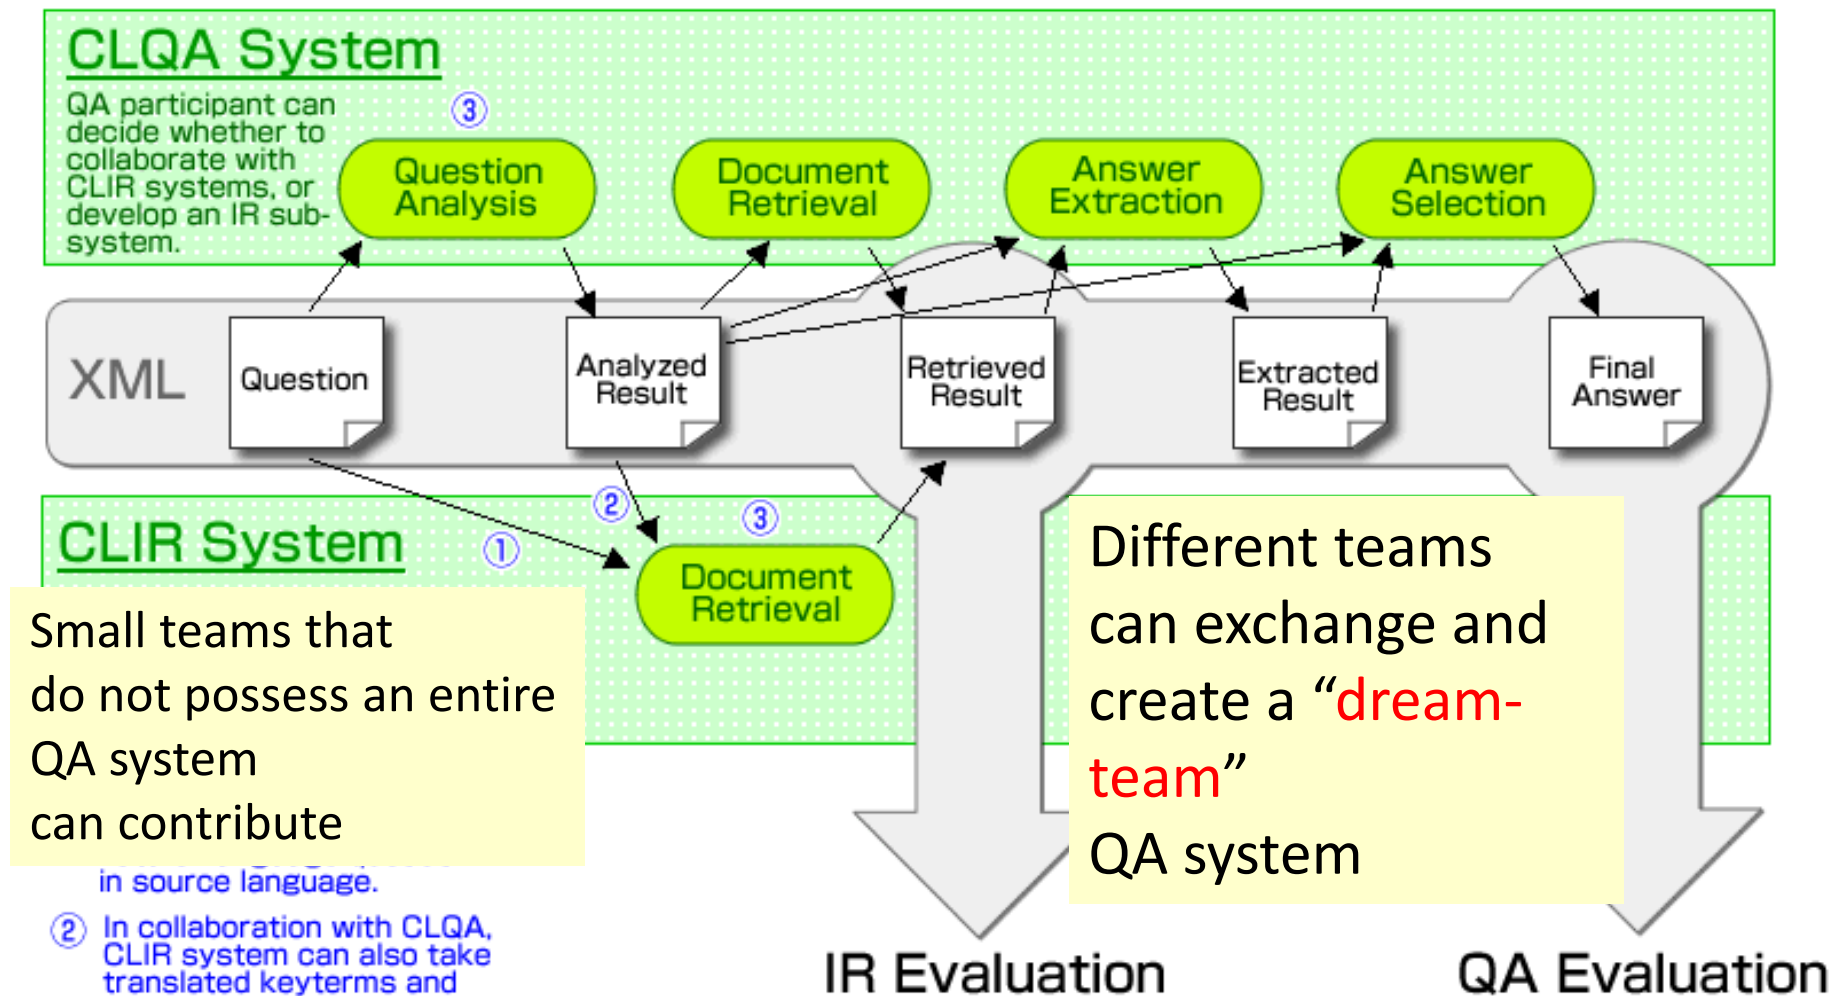 CLQA System
QA participant can
decide whether to
collaborate with
CLIR systems, or
develop an IR sub-
system.
③
Question
Analysis
Document
Retrieval
Answer
Extraction
Answer
Selection
XML
Question
Analyzed
Result
Retrieved
Result
Extracted
Result
Final
Answer
CLIR System
①
②
③
Document
Retrieval
Small teams that
do not possess an entire
QA system
can contribute
Different teams
can exchange and
create a “dream-
team”
QA system
in source language.
② In collaboration with CLQA,
CLIR system can also take
translated keyterms and
IR Evaluation
QA Evaluation